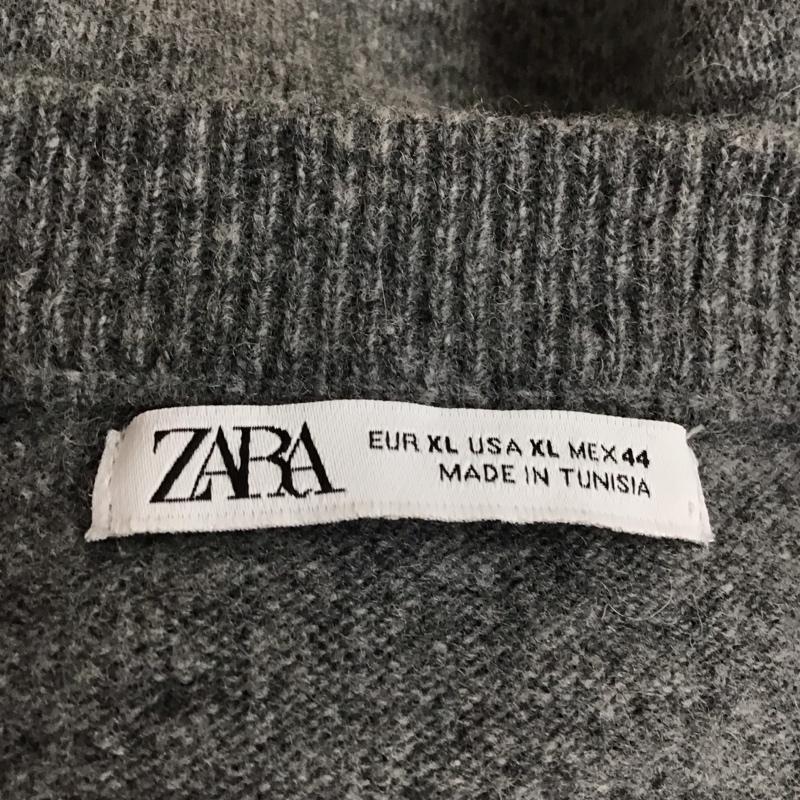 ZARA
EUR XL USA XL MEX 44
MADE IN TUNISIA